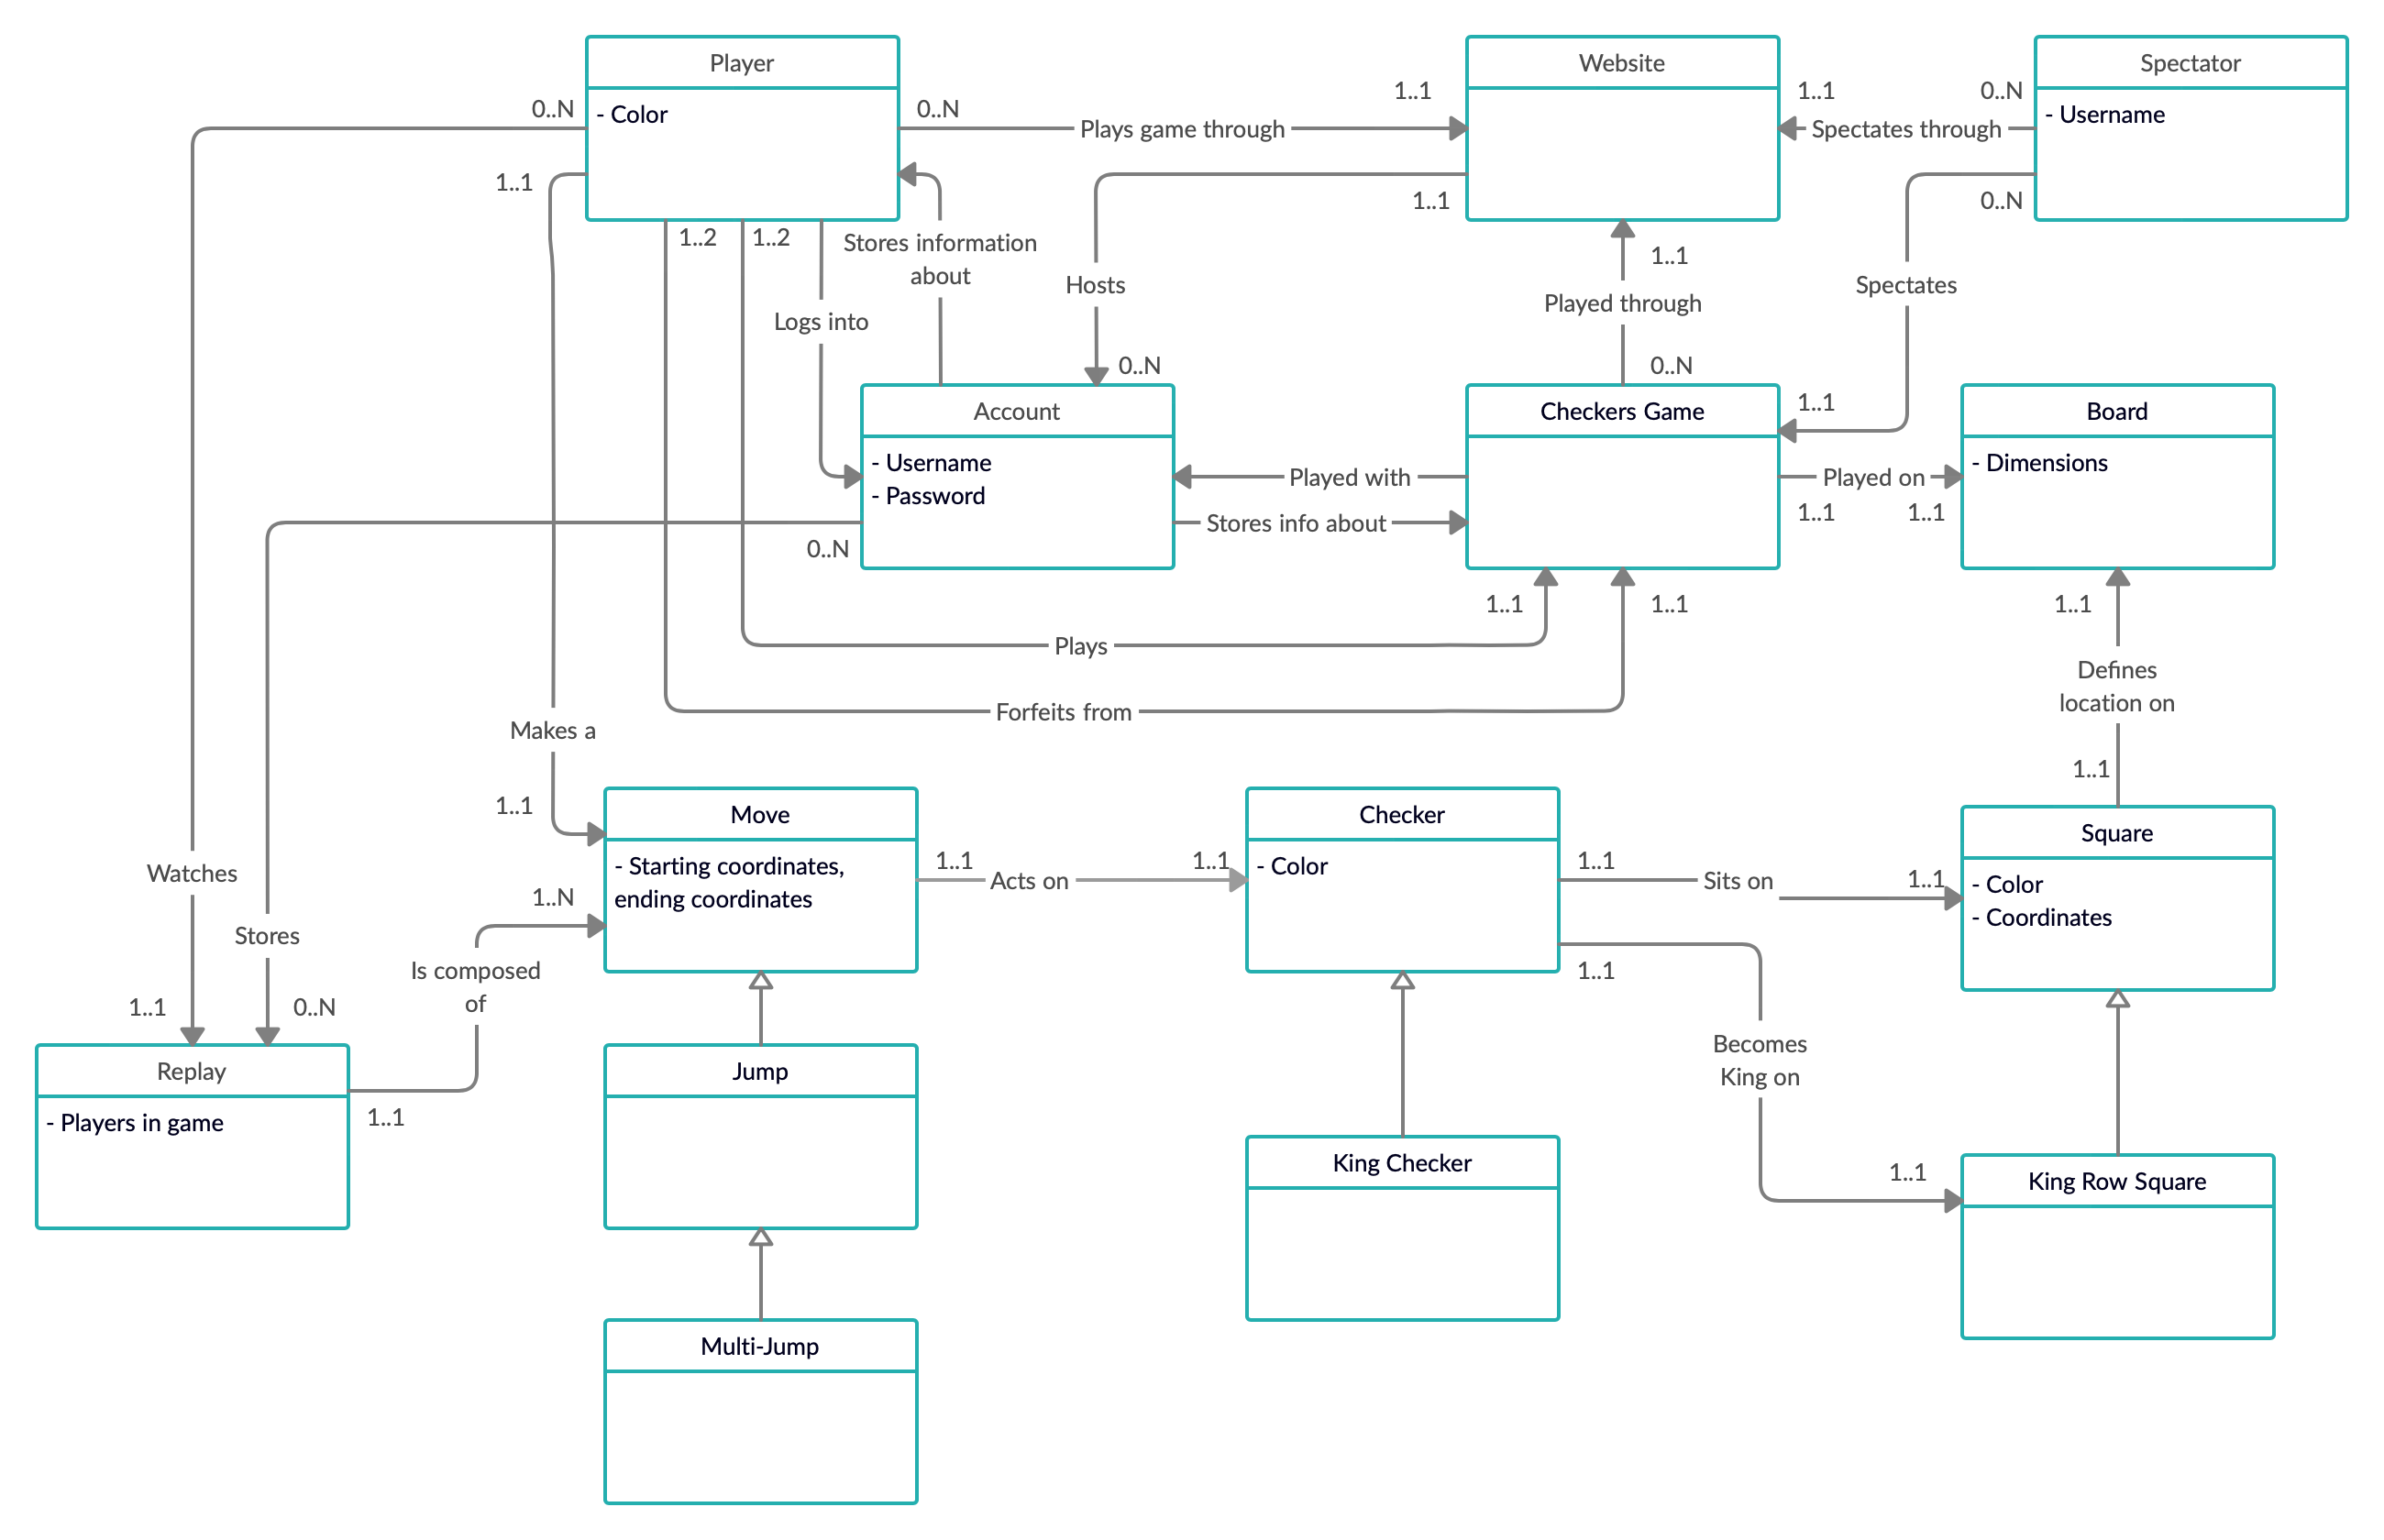 Player
- Color
Website
Spectator
- Username
0..N
0..N
Plays game through
1..1
1..1
Spectates through
0..N
1..1
1..1
0..N
1..2
1..2
Stores information
about
Logs into
Hosts
0..N
1..1
Played through
0..N
Spectates
1..1
Account
- Username
- Password
Checkers Game
Board
- Dimensions
Played with
Stores info about
Played on
1..1
1..1
0..N
1..1
1..1
Plays
Forfeits from
1..1
Defines
location on
1..1
Makes a
1..1
Move
- Starting coordinates,
ending coordinates
1..1
Acts on
1..1
Checker
- Color
1..1
Sits on
1..1
Square
- Color
- Coordinates
Watches
Stores
1..N
Is composed
of
1..1
0..N
1..1
Becomes
King on
1..1
Replay
- Players in game
1..1
Jump
King Checker
King Row Square
Multi-Jump